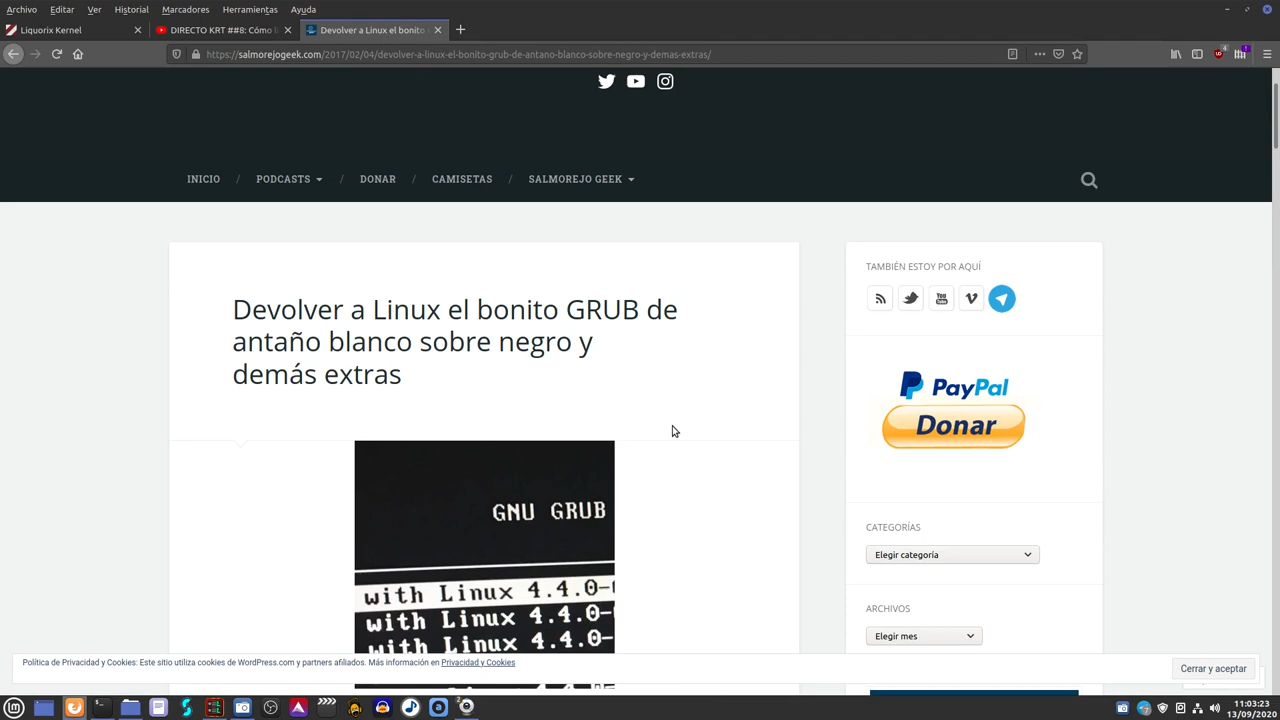 Archivo Editar Ver Historial Marcadores Herramientas Ayuda
Liquorix Kernel
DIRECTO KRT ##8: Cómo
Devolver a Linux el bonito
https://salmorejogeek.com/2017/02/04/devolver-a-linux-el-bonito-grub-de-antano-blanco-sobre-negro-y-demas-extras/
INICIO / PODCASTS / DONAR / CAMISETAS / SALMOREJO GEEK
Devolver a Linux el bonito GRUB de
antaño blanco sobre negro y
demás extras
GNU GRUB
with Linux 4.4.0-
with Linux 4.4.0-
with Linux 4.4.0-
TAMBIÉN ESTOY POR AQUÍ
You Tube
PayPal
Donar
CATEGORÍAS
Elegir categoría
ARCHIVOS
Elegir mes
Política de Privacidad y Cookies: Este sitio utiliza cookies de WordPress.com y partners afiliados. Más información en Privacidad y Cookies
Cerrar y aceptar
11:03:23
13/09/2020